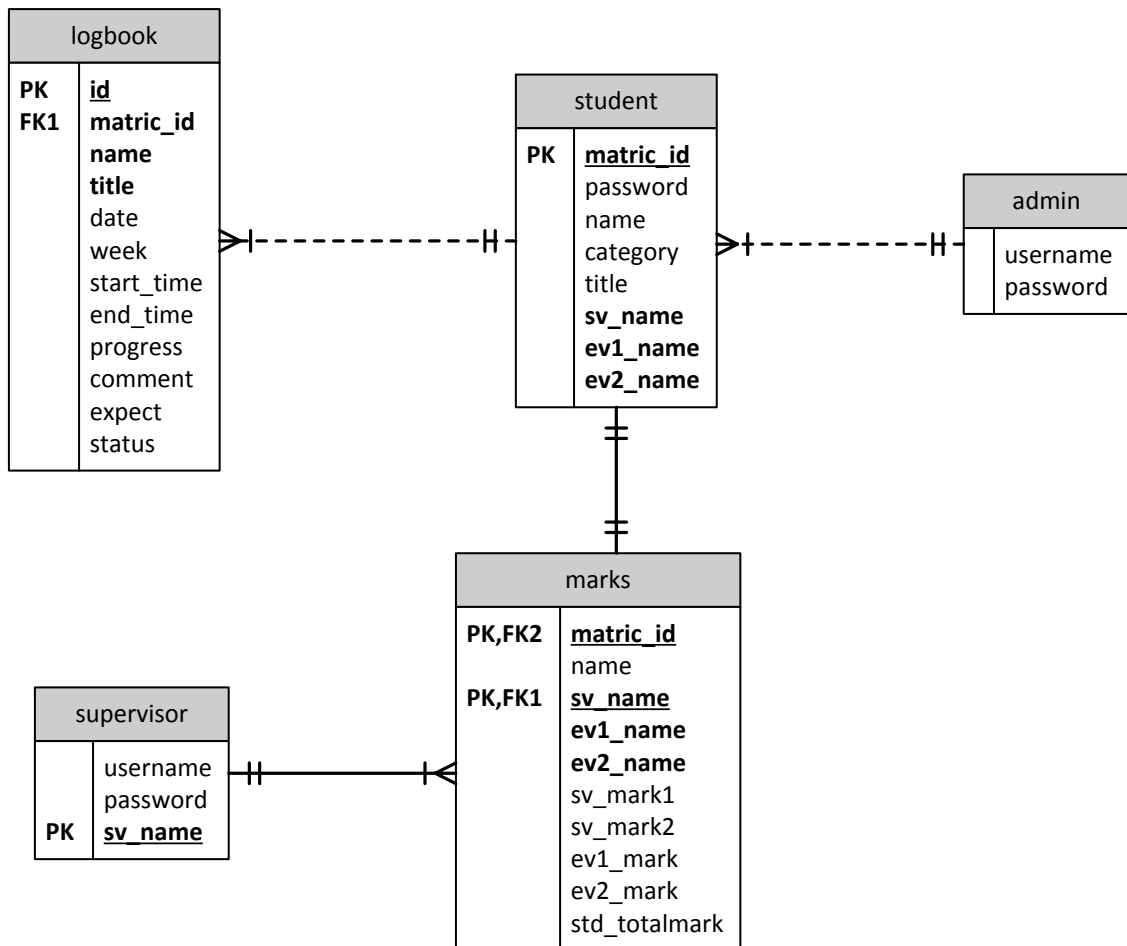 logbook
PK id
FK1 matric_id
name
title
date
week
start_time
end_time
progress
comment
expect
status
student
PK matric_id
password
name
category
title
sv_name
ev1_name
ev2_name
admin
username
password
marks
PK,FK2 matric_id
name
PK,FK1 sv_name
ev1_name
ev2_name
sv_mark1
sv_mark2
ev1_mark
ev2_mark
std_totalmark
supervisor
username
password
PK sv_name